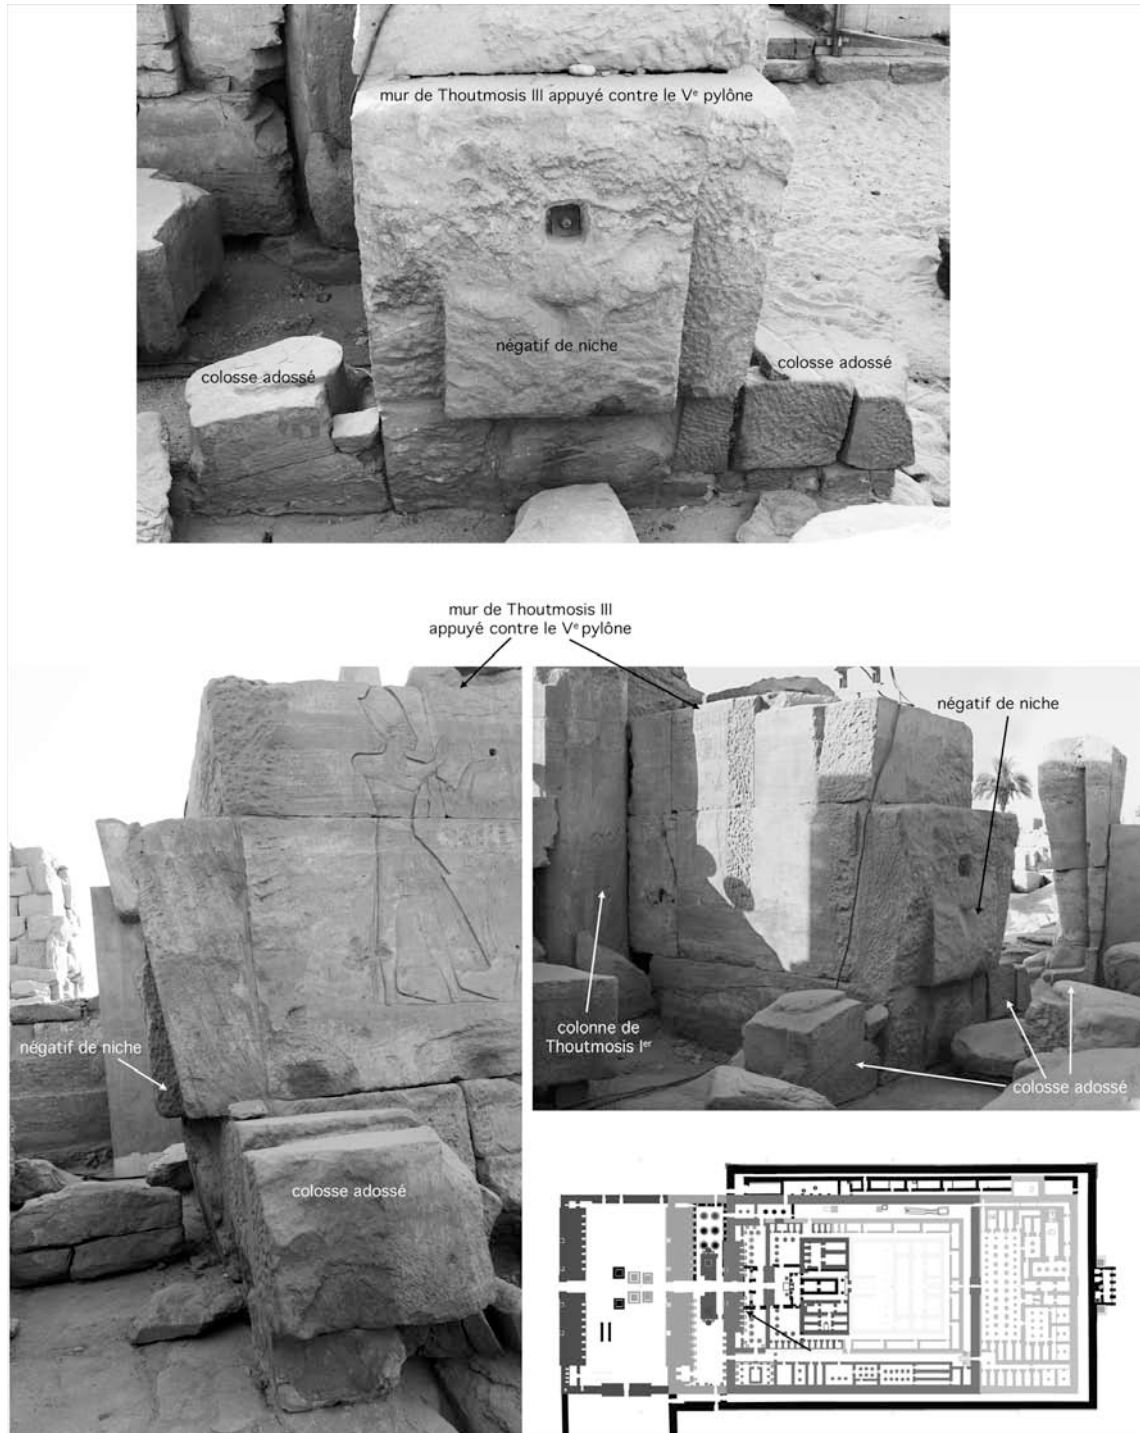 mur de Thoutmosis III appuyé contre le Vᵉ pylône
négatif de niche
colosse adossé
colosse adossé
mur de Thoutmosis III
appuyé contre le Vᵉ pylône
négatif de niche
négatif de niche
colonne de
Thoutmosis Iᵉʳ
colosse adossé
colosse adossé